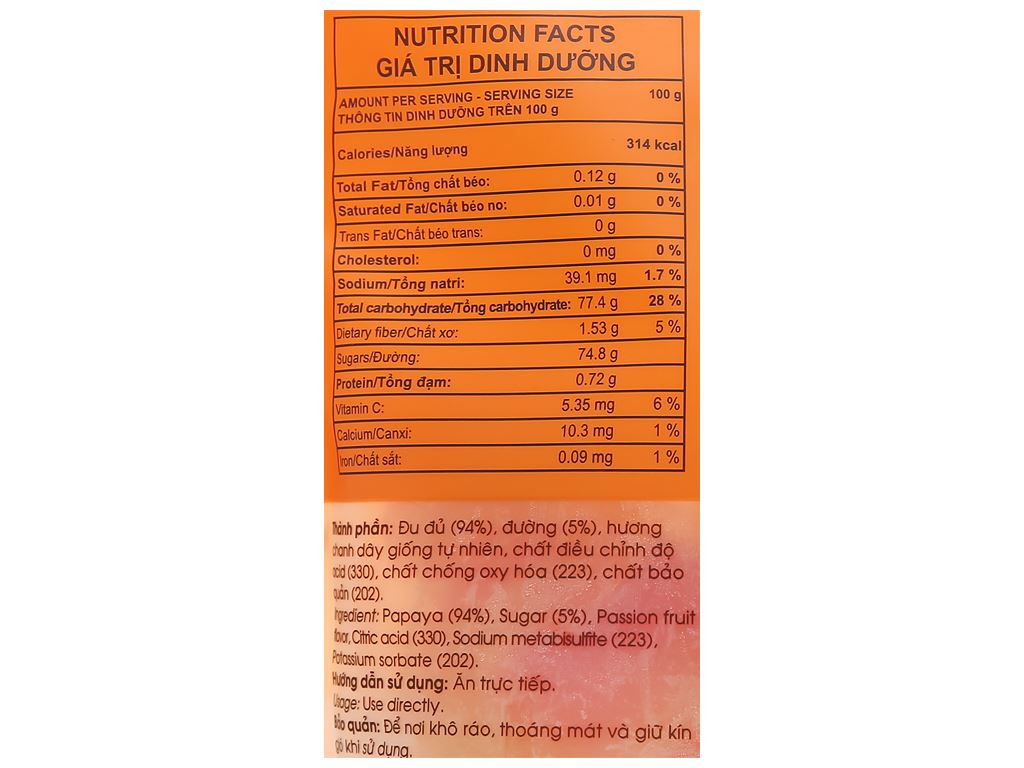 NUTRITION FACTS
GIÁ TRỊ DINH DƯỠNG
AMOUNT PER SERVING - SERVING SIZE 100 g
THÔNG TIN DINH DƯỠNG TRÊN 100 g
Calories/Năng lượng 314 kcal
Total Fat/Tổng chất béo: 0.12 g 0 %
Saturated Fat/Chất béo no: 0.01 g 0 %
Trans Fat/Chất béo trans: 0 g
Cholesterol: 0 mg 0 %
Sodium/Tổng natri: 39.1 mg 1.7 %
Total carbohydrate/Tổng carbohydrate: 77.4 g 28 %
Dietary fiber/Chất xơ: 1.53 g 5 %
Sugars/Đường: 74.8 g
Protein/Tổng đạm: 0.72 g
Vitamin C: 5.35 mg 6 %
Calcium/Canxi: 10.3 mg 1 %
Iron/Chất sắt: 0.09 mg 1 %
Thành phần: Đu đủ (94%), đường (5%), hương
chanh dây giống tự nhiên, chất điều chỉnh độ
acid (330), chất chống oxy hóa (223), chất bảo
quản (202).
Ingredient: Papaya (94%), Sugar (5%), Passion fruit
flavor, Citric acid (330), Sodium metabisulfite (223),
Potassium sorbate (202).
Hướng dẫn sử dụng: Ăn trực tiếp.
Usage: Use directly.
Bảo quản: Để nơi khô ráo, thoáng mát và giữ kín
khi sử dụng.